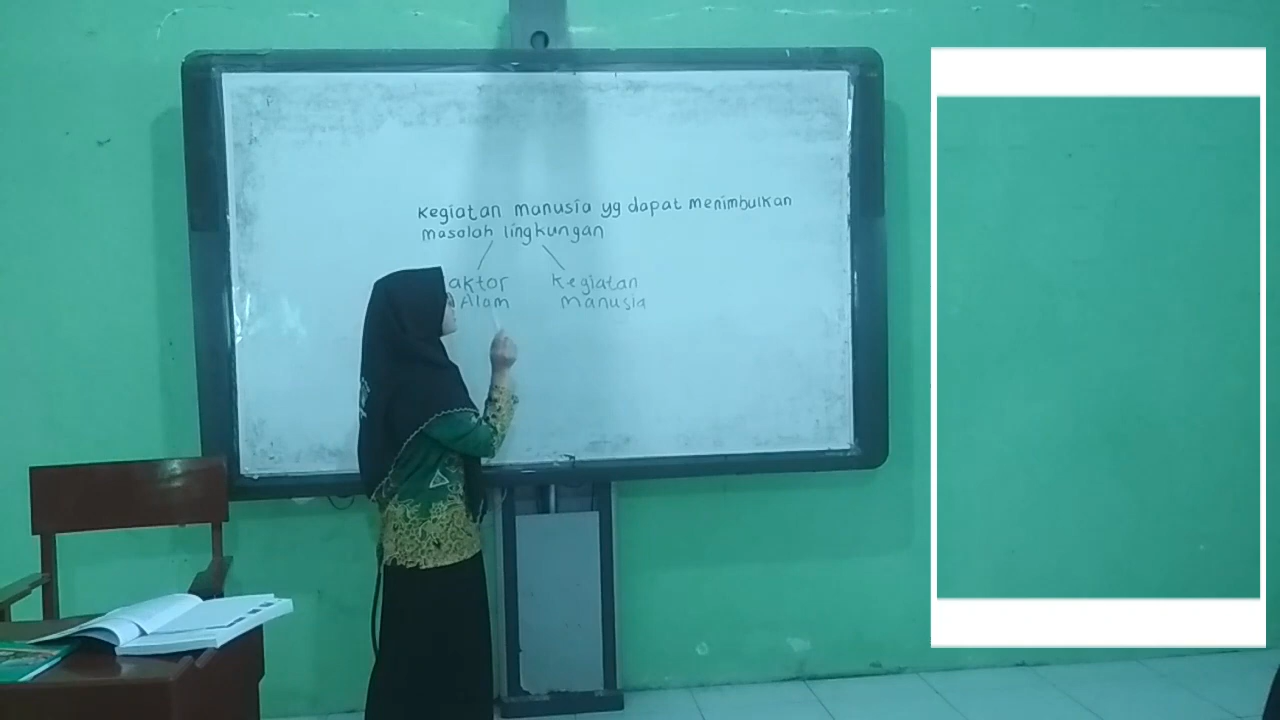 Kegiatan manusia yg dapat menimbulkan
masalah lingkungan
aktor Kegiatan
Alam Manusia